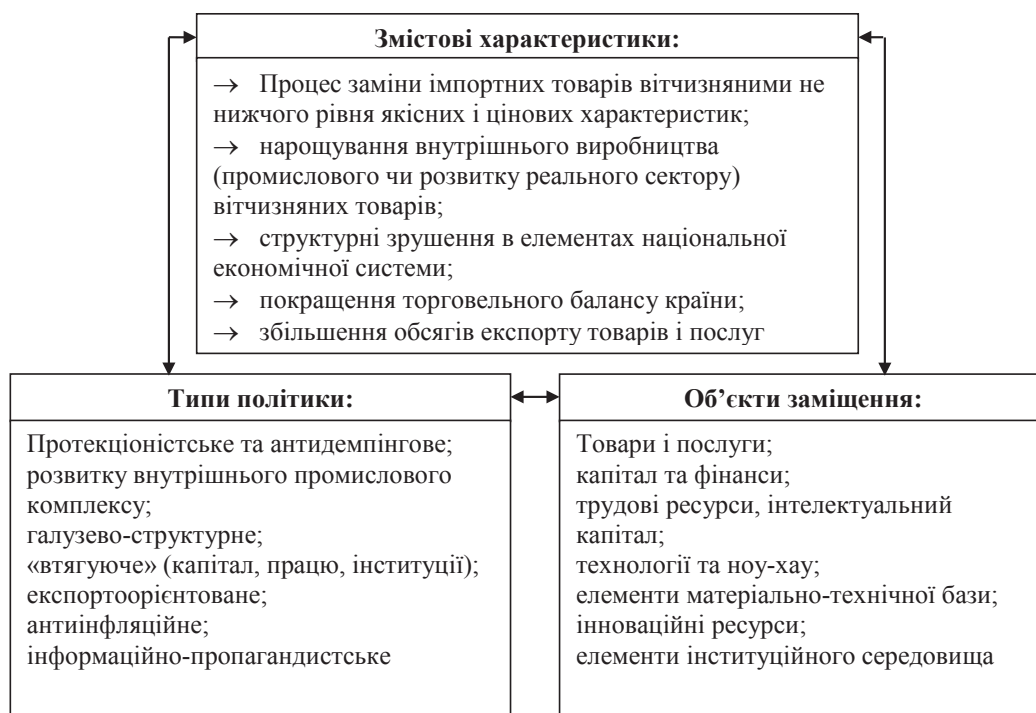 Змістові характеристики:
→ Процес заміни імпортних товарів вітчизняними не
нижчого рівня якісних і цінових характеристик;
→ нарощування внутрішнього виробництва
(промислового чи розвитку реального сектору)
вітчизняних товарів;
→ структурні зрушення в елементах національної
економічної системи;
→ покращення торговельного балансу країни;
→ збільшення обсягів експорту товарів і послуг
Типи політики:
Протекціоністське та антидемпінгове;
розвитку внутрішнього промислового
комплексу;
галузево-структурне;
«втягуюче» (капітал, працю, інституції);
експортоорієнтоване;
антиінфляційне;
інформаційно-пропагандистське
Об’єкти заміщення:
Товари і послуги;
капітал та фінанси;
трудові ресурси, інтелектуальний
капітал;
технології та ноу-хау;
елементи матеріально-технічної бази;
інноваційні ресурси;
елементи інституційного середовища